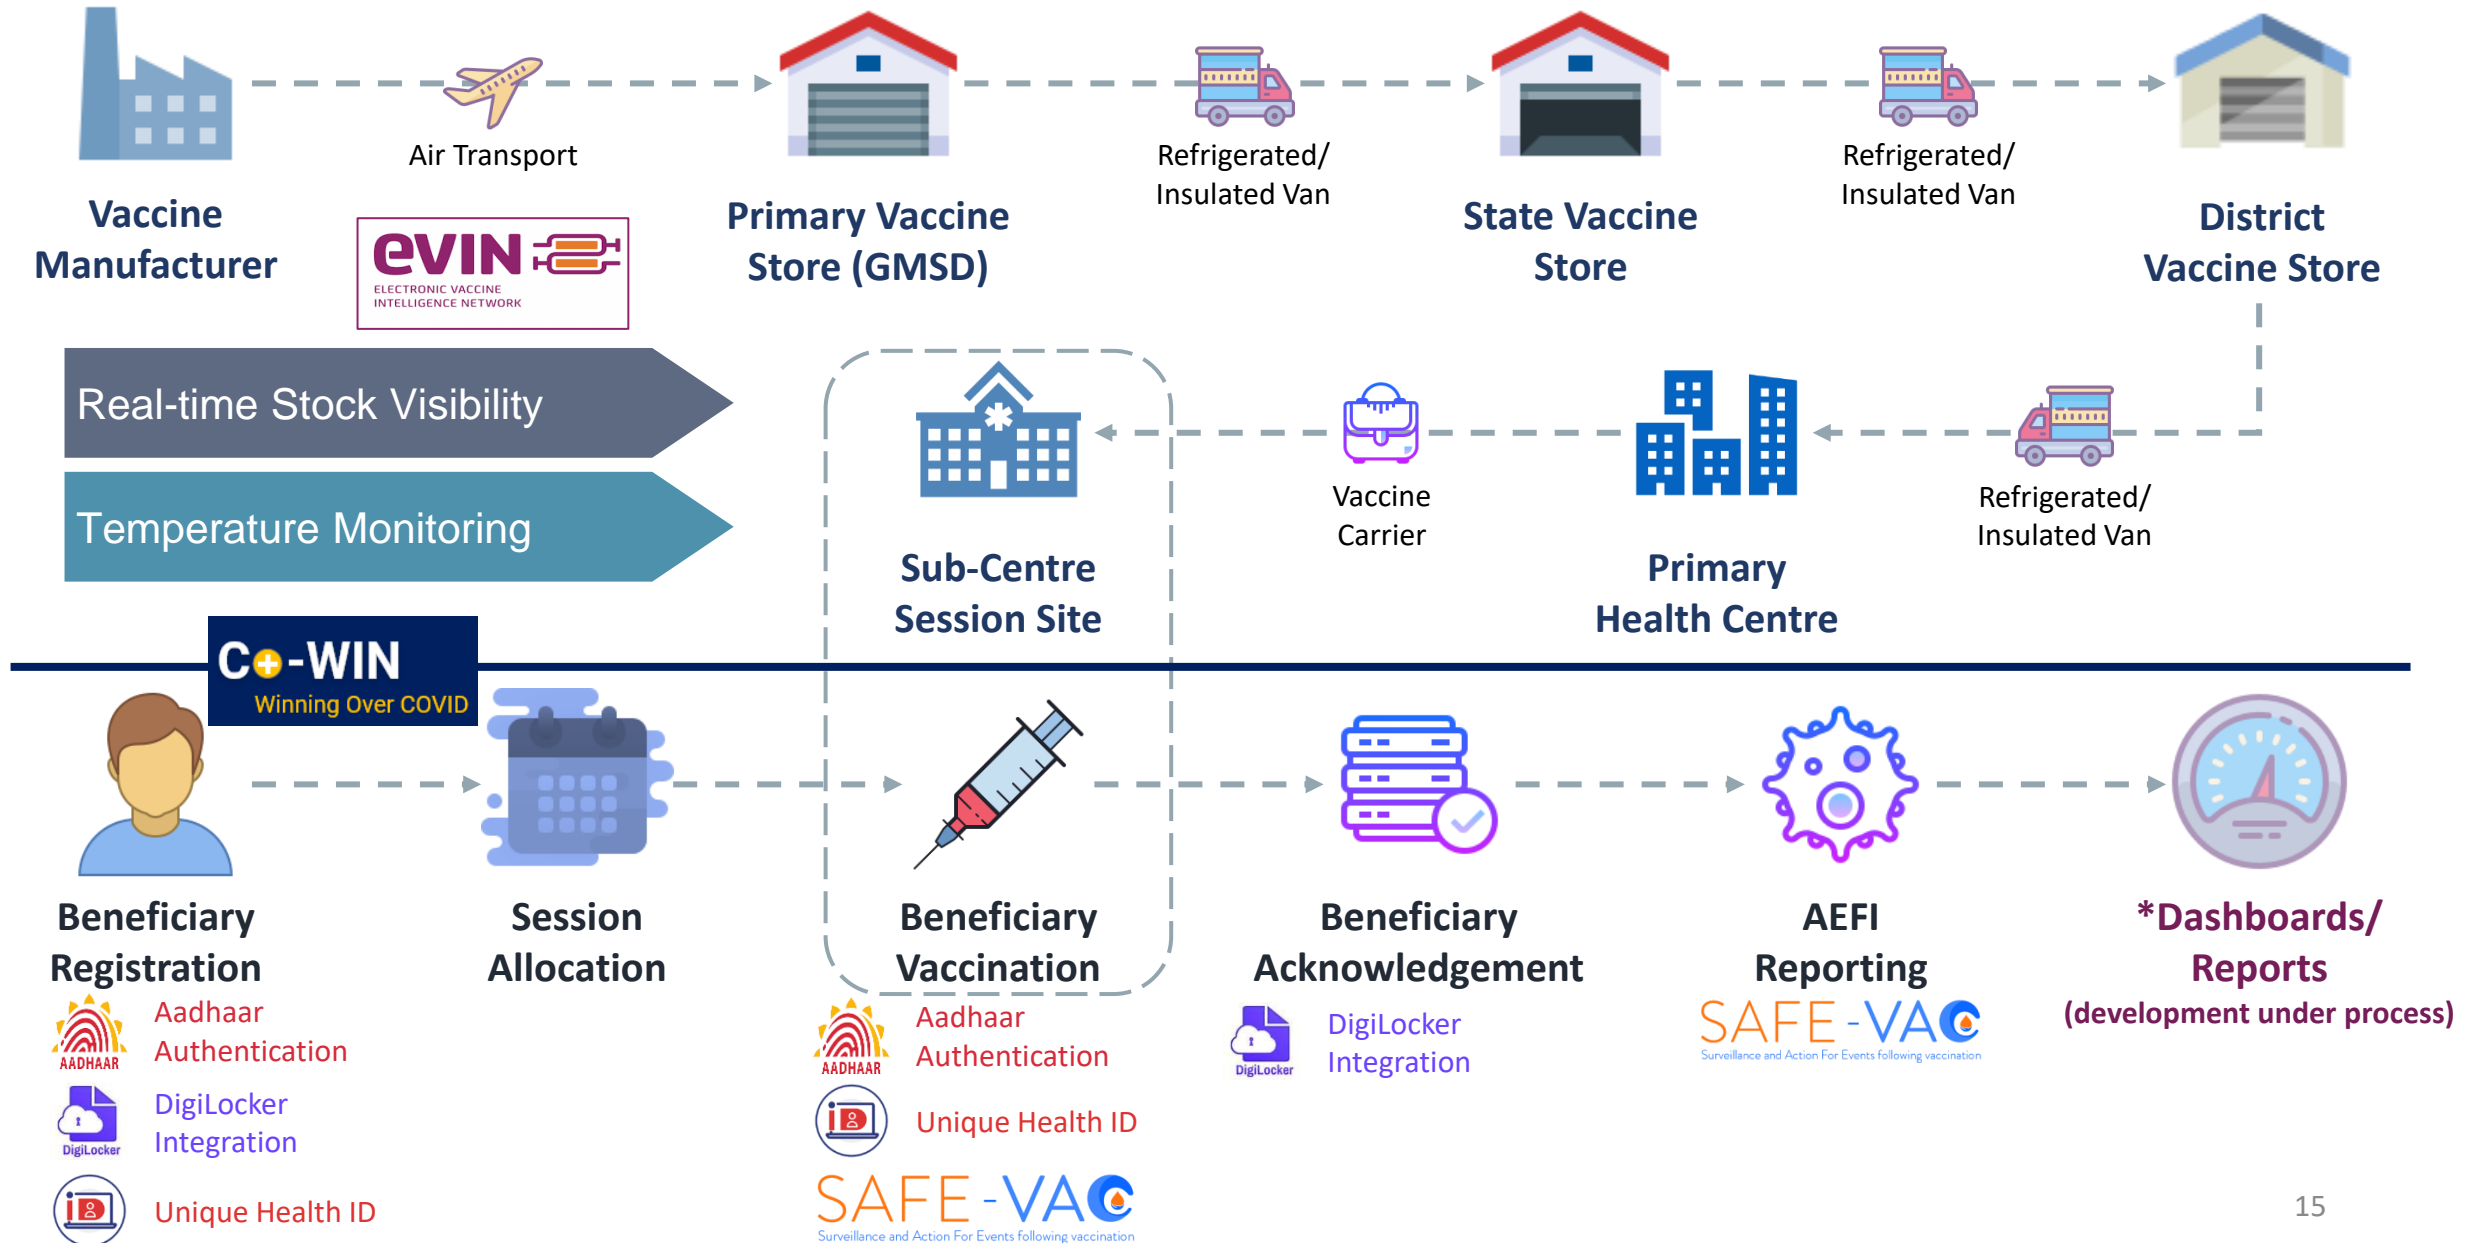 Air Transport
Refrigerated/
Insulated Van
Refrigerated/
Insulated Van
Vaccine
Manufacturer
Primary Vaccine
Store (GMSD)
State Vaccine
Store
District
Vaccine Store
eVIN
ELECTRONIC VACCINE
INTELLIGENCE NETWORK
Real-time Stock Visibility
Temperature Monitoring
Sub-Centre
Session Site
Vaccine
Carrier
Primary
Health Centre
Refrigerated/
Insulated Van
Co-WIN
Winning Over COVID
Beneficiary
Registration
Session
Allocation
Beneficiary
Vaccination
Beneficiary
Acknowledgement
AEFI
Reporting
*Dashboards/
Reports
(development under process)
AADHAAR
Aadhaar
Authentication
DigiLocker
DigiLocker
Integration
iD
Unique Health ID
AADHAAR
Aadhaar
Authentication
iD
Unique Health ID
SAFE-VAC
Surveillance and Action For Events following vaccination
DigiLocker
DigiLocker
Integration
SAFE-VAC
Surveillance and Action For Events following vaccination
15